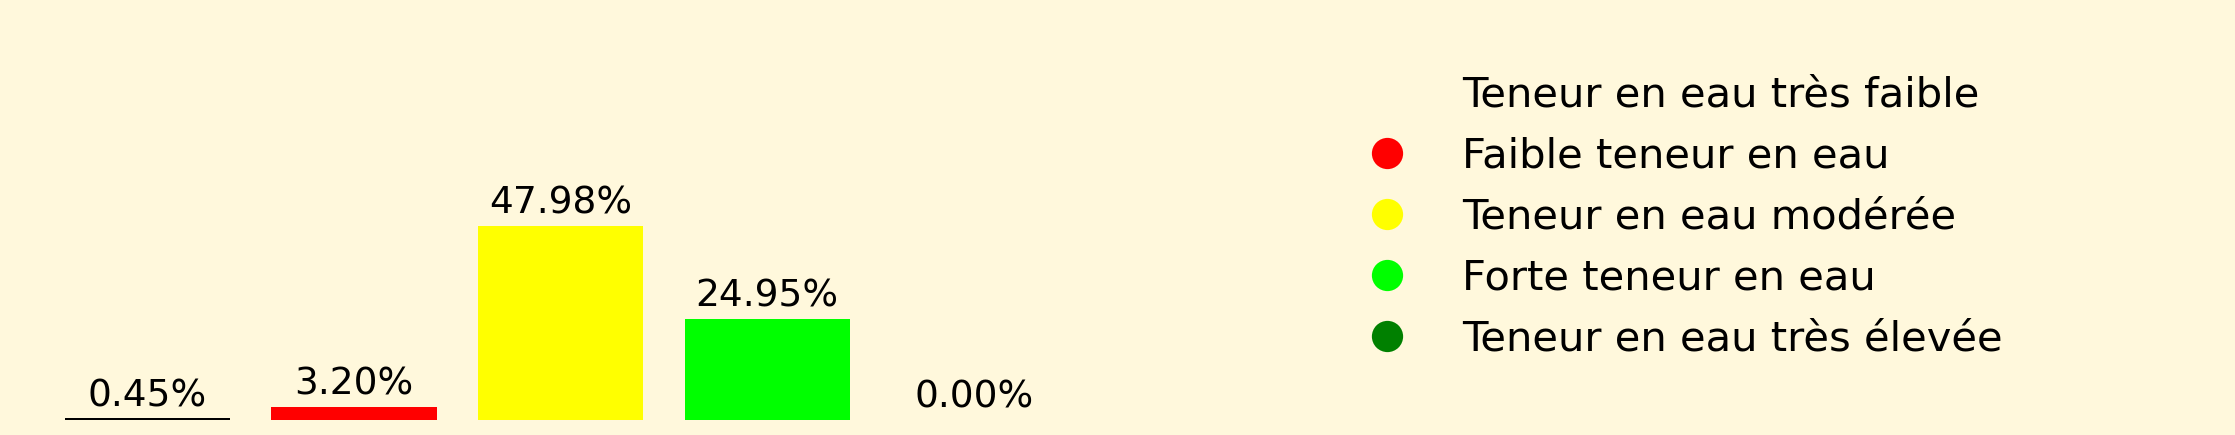 0.45%
3.20%
47.98%
24.95%
0.00%
Teneur en eau très faible
Faible teneur en eau
Teneur en eau modérée
Forte teneur en eau
Teneur en eau très élevée